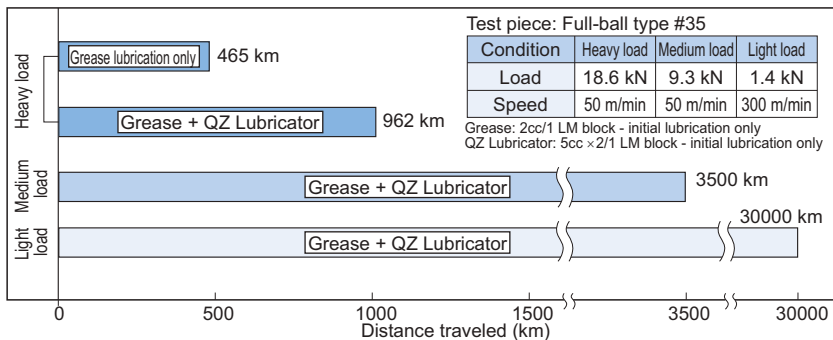 Test piece: Full-ball type #35
Condition Heavy load Medium load Light load
Load 18.6 kN 9.3 kN 1.4 kN
Speed 50 m/min 50 m/min 300 m/min
Grease: 2cc/1 LM block - initial lubrication only
QZ Lubricator: 5cc ×2/1 LM block - initial lubrication only
Heavy load
Grease lubrication only 465 km
Grease + QZ Lubricator 962 km
Medium
load
Grease + QZ Lubricator 3500 km
Light
load
Grease + QZ Lubricator 30000 km
0 500 1000 1500 3500 30000
Distance traveled (km)